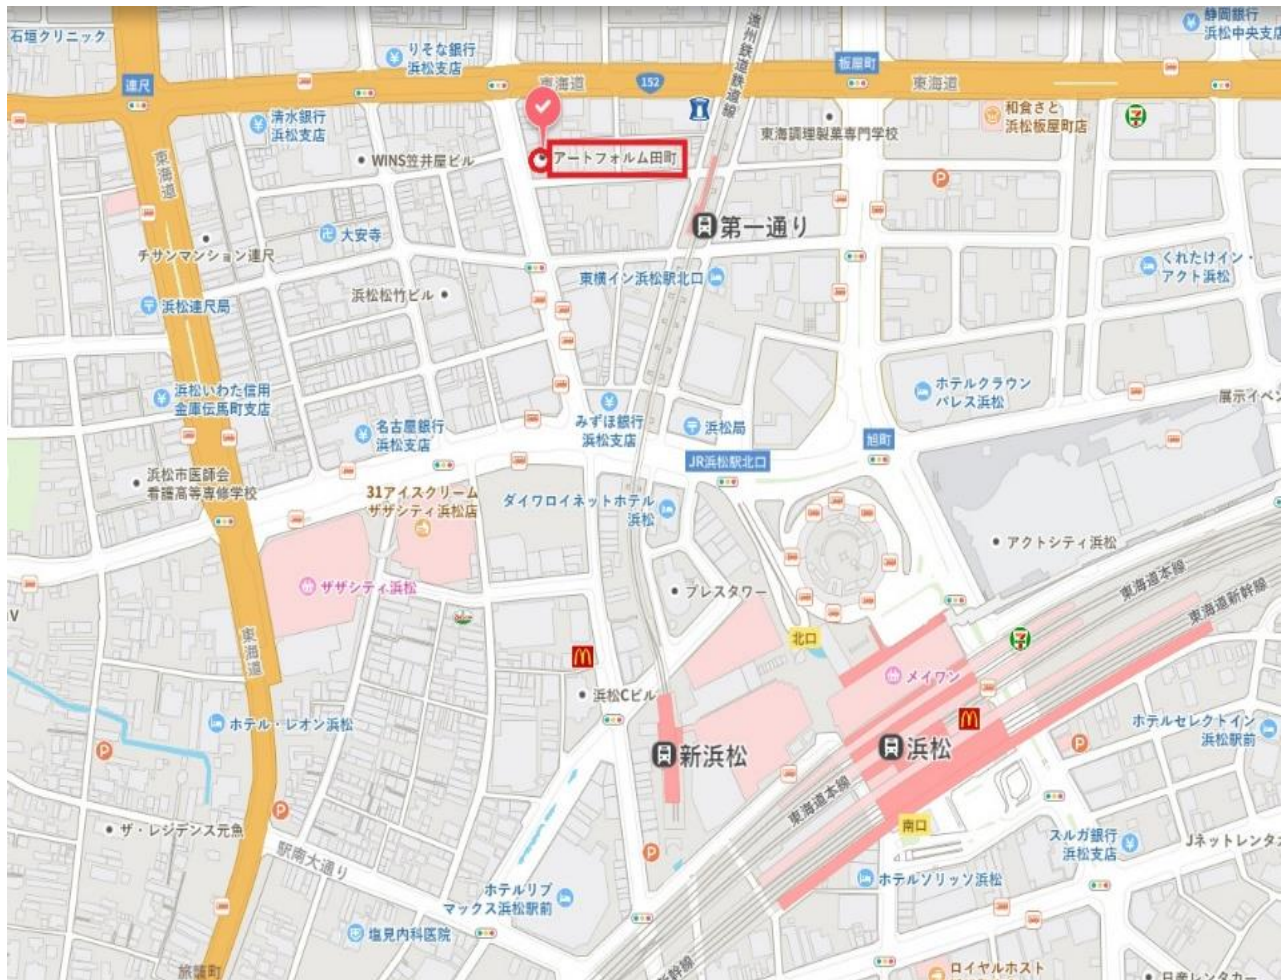 石垣クリニック
りそな銀行
浜松支店
遠州鉄道鉄道線
静岡銀行
浜松中央支店
連尺
東海道
152
板屋町
東海道
清水銀行
浜松支店
和食さと
浜松板屋町店
東海調理製菓専門学校
WINS笠井屋ビル
アートフォルム田町
東海道
P
大安寺
第一通り
チサンマンション連尺
東横イン浜松駅北口
くれたけイン・
アクト浜松
浜松松竹ビル
浜松連尺局
浜松いわた信用
金庫伝馬町支店
ホテルクラウン
パレス浜松
展示イベン
名古屋銀行
浜松支店
みずほ銀行
浜松支店
浜松局
旭町
JR浜松駅北口
浜松市医師会
看護高等専修学校
31アイスクリーム
ザザシティ浜松店
ダイワロイネットホテル
浜松
アクトシティ浜松
ザザシティ浜松
プレスタワー
東海道本線
東海道新幹線
V
東海道
北口
メイワン
浜松Cビル
ホテル・レオン浜松
ホテルセレクトイン
浜松駅前
P
P
新浜松
浜松
東海道本線
P
ザ・レジデンス元魚
南口
スルガ銀行
浜松支店
Jネットレンタ
駅南大通り
P
ホテルリブ
マックス浜松駅前
ホテルソリッソ浜松
塩見内科医院
旅籠町
新幹線
ロイヤルホスト
日産レンタカー